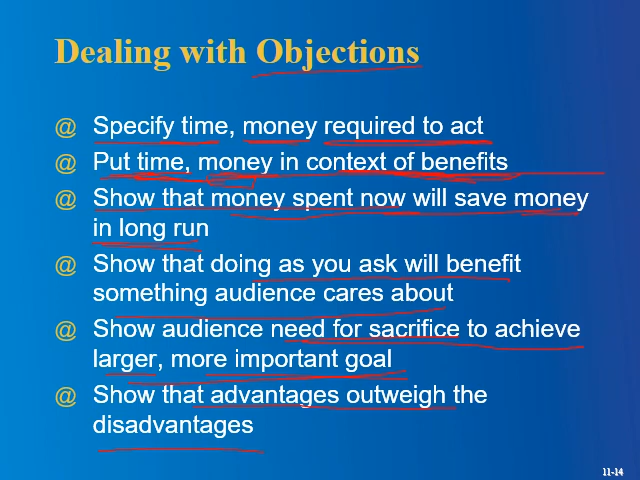 Dealing with Objections
@ Specify time, money required to act
@ Put time, money in context of benefits
@ Show that money spent now will save money
in long run
@ Show that doing as you ask will benefit
something audience cares about
@ Show audience need for sacrifice to achieve
larger, more important goal
@ Show that advantages outweigh the
disadvantages
11-14